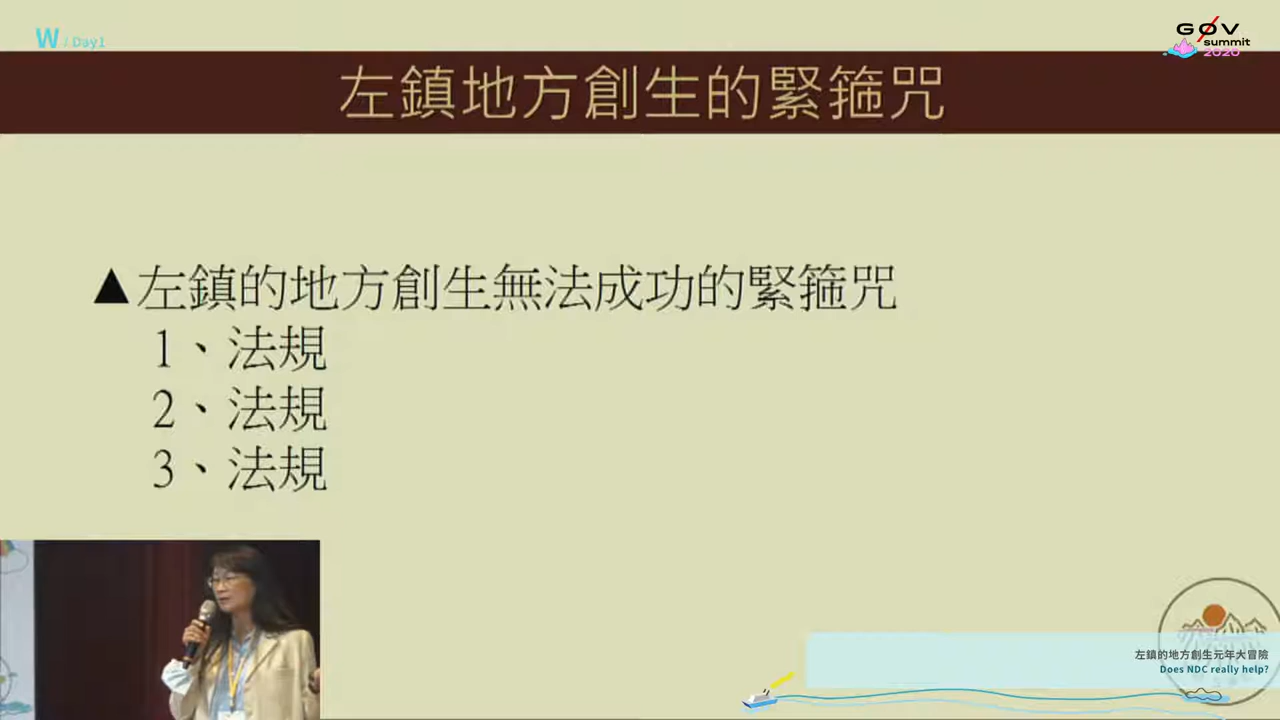 W / Day1
GØV
summit
2020
左鎮地方創生的緊箍咒
▲左鎮的地方創生無法成功的緊箍咒
1、法規
2、法規
3、法規
左鎮的地方創生元年大冒險
Does NDC really help?